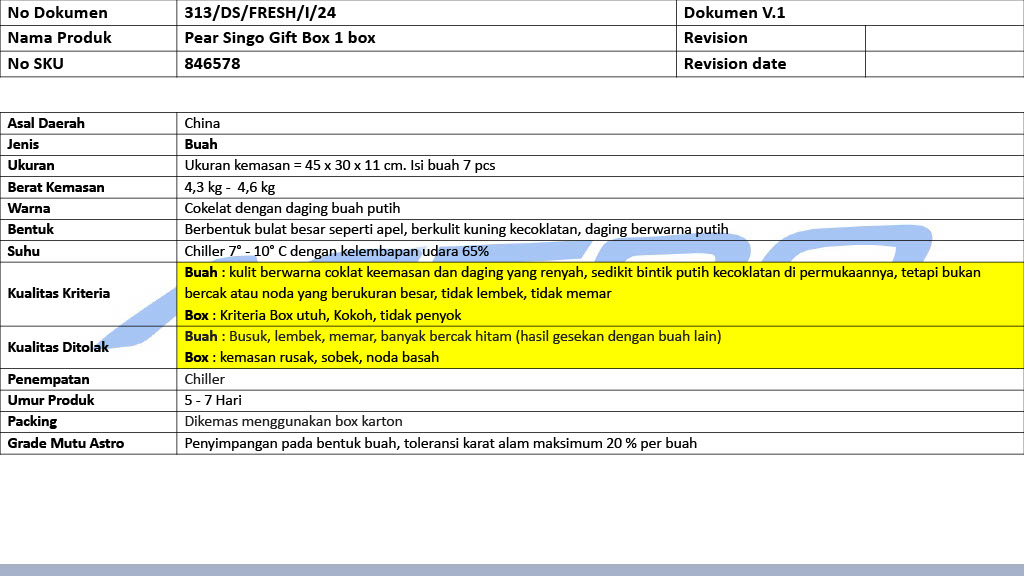 No Dokumen 313/DS/FRESH/I/24 Dokumen V.1
Nama Produk Pear Singo Gift Box 1 box Revision
No SKU 846578 Revision date
Asal Daerah China
Jenis Buah
Ukuran Ukuran kemasan = 45 x 30 x 11 cm. Isi buah 7 pcs
Berat Kemasan 4,3 kg - 4,6 kg
Warna Cokelat dengan daging buah putih
Bentuk Berbentuk bulat besar seperti apel, berkulit kuning kecoklatan, daging berwarna putih
Suhu Chiller 7° - 10° C dengan kelembapan udara 65%
Kualitas Kriteria Buah : kulit berwarna coklat keemasan dan daging yang renyah, sedikit bintik putih kecoklatan di permukaannya, tetapi bukan
bercak atau noda yang berukuran besar, tidak lembek, tidak memar
Box : Kriteria Box utuh, Kokoh, tidak penyok
Kualitas Ditolak Buah : Busuk, lembek, memar, banyak bercak hitam (hasil gesekan dengan buah lain)
Box : kemasan rusak, sobek, noda basah
Penempatan Chiller
Umur Produk 5 - 7 Hari
Packing Dikemas menggunakan box karton
Grade Mutu Astro Penyimpangan pada bentuk buah, toleransi karat alam maksimum 20 % per buah